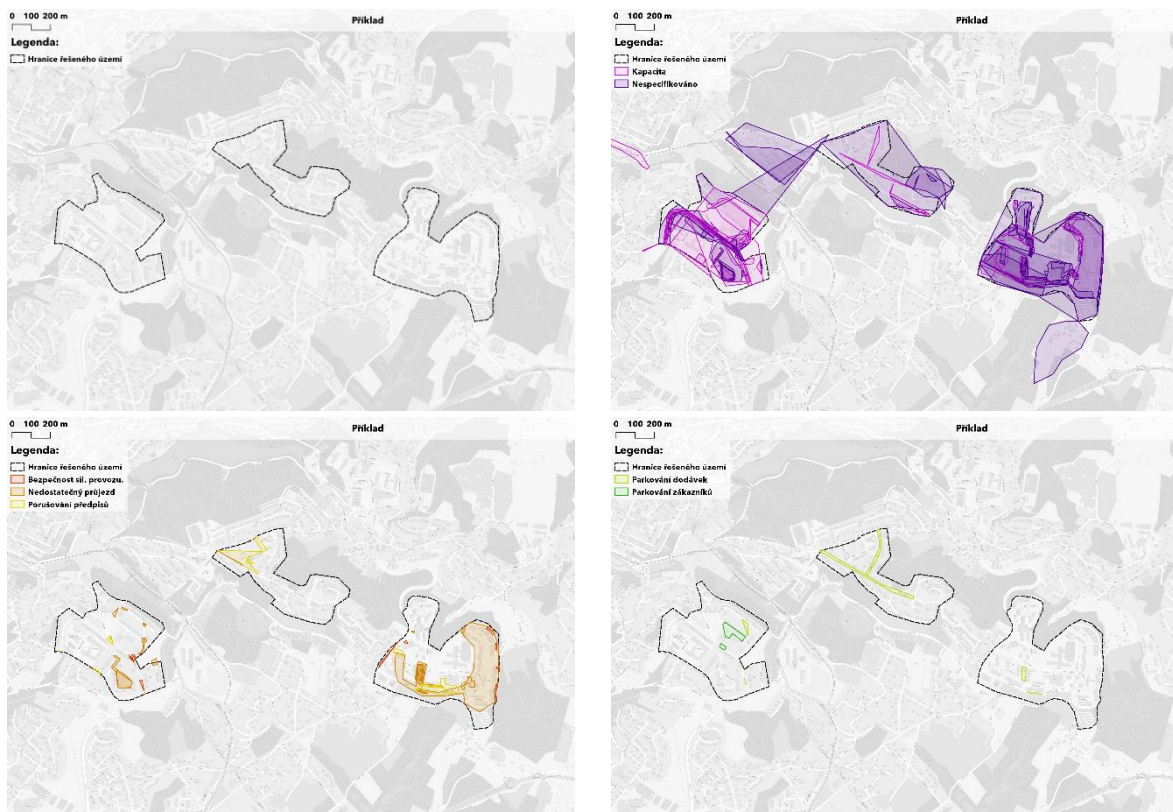 0 100 200 m
Příklad
Legenda:
Hranice řešeného území
0 100 200 m
Příklad
Legenda:
Hranice řešeného území
Kapacita
Nespecifikováno
0 100 200 m
Příklad
Legenda:
Hranice řešeného území
Bezpečnost sil. provozu.
Nedostatečný průjezd
Porušování předpisů
0 100 200 m
Příklad
Legenda:
Hranice řešeného území
Parkování dodávek
Parkování zákazníků